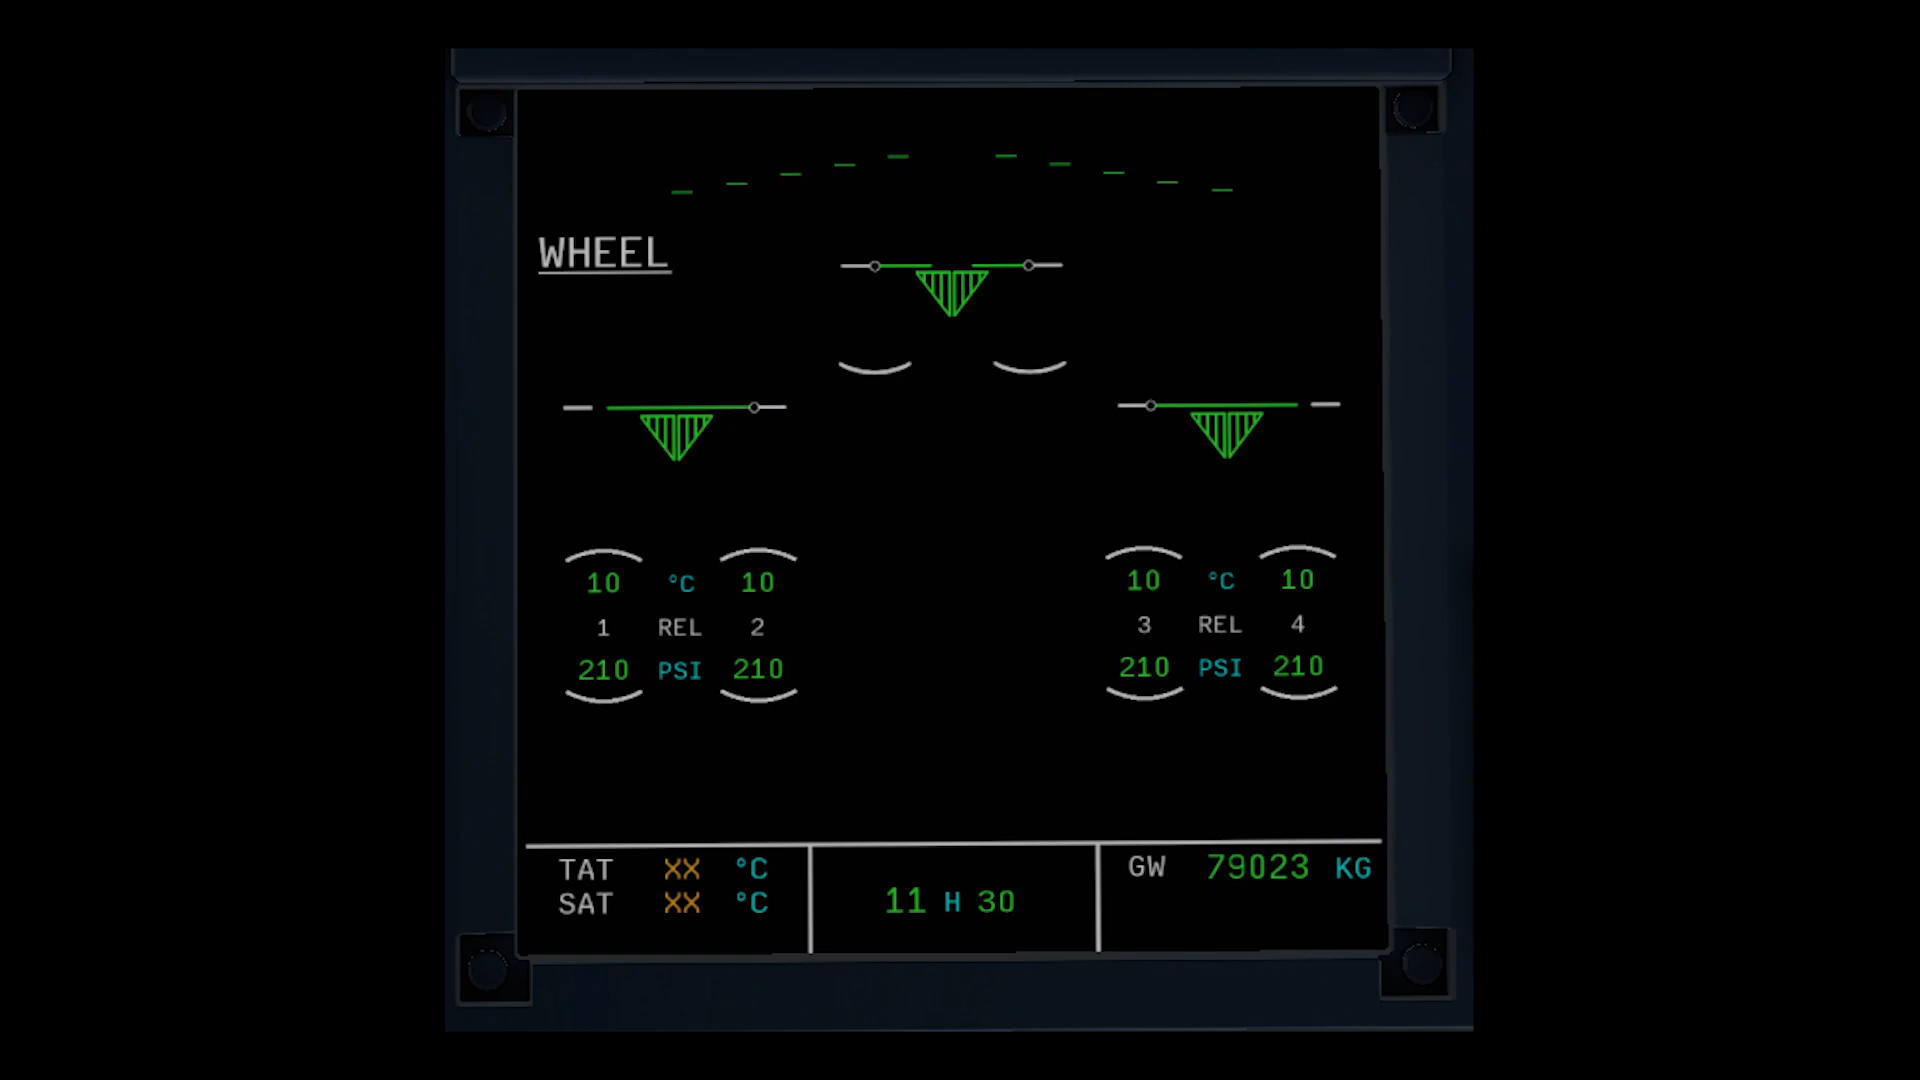 WHEEL
10 °C 10 10 °C 10
1 REL 2 3 REL 4
210 PSI 210 210 PSI 210
TAT XX °C GW 79023 KG
SAT XX °C 11 H 30